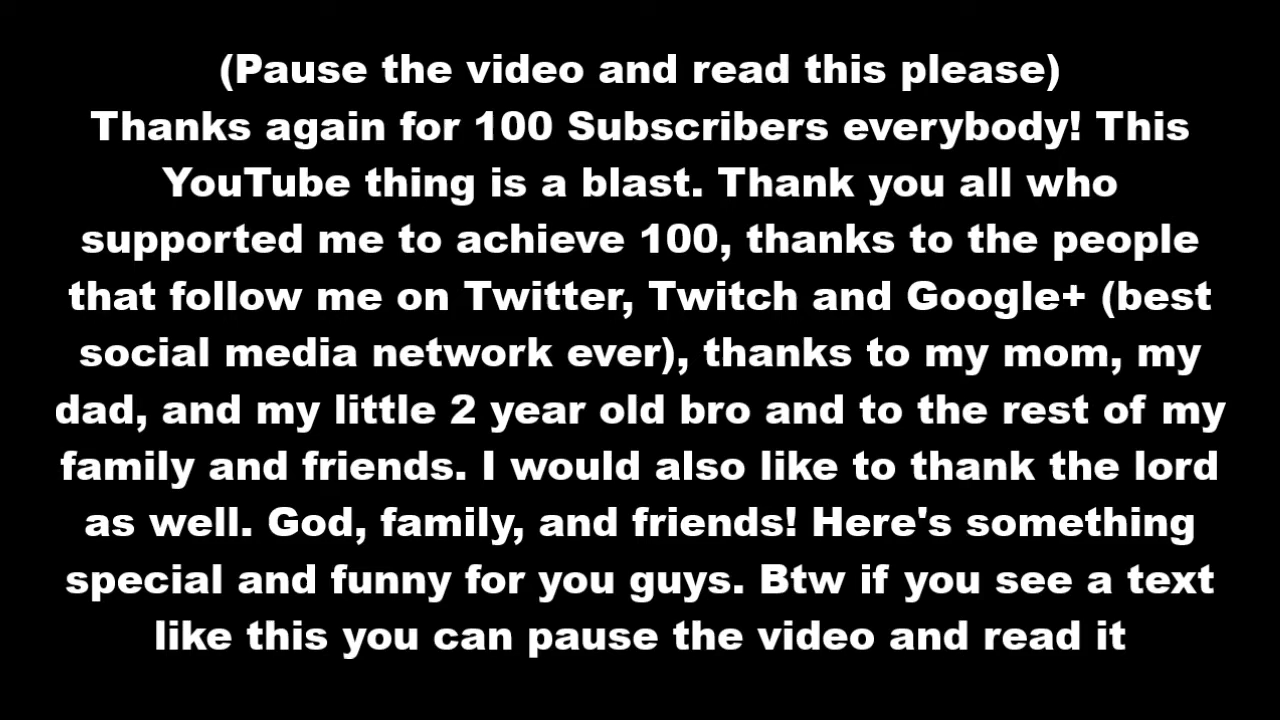 (Pause the video and read this please)
Thanks again for 100 Subscribers everybody! This
YouTube thing is a blast. Thank you all who
supported me to achieve 100, thanks to the people
that follow me on Twitter, Twitch and Google+ (best
social media network ever), thanks to my mom, my
dad, and my little 2 year old bro and to the rest of my
family and friends. I would also like to thank the lord
as well. God, family, and friends! Here's something
special and funny for you guys. Btw if you see a text
like this you can pause the video and read it